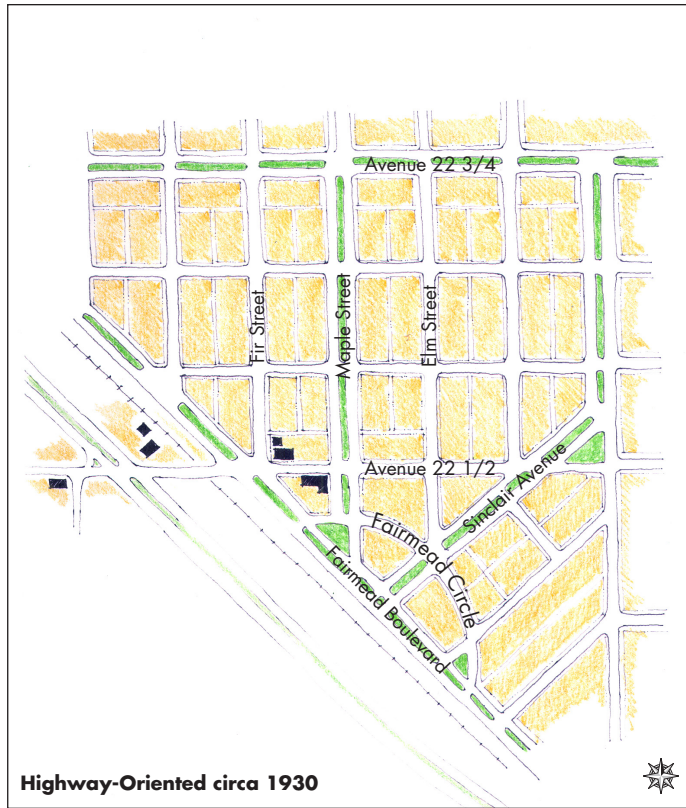 Avenue 22 3/4
Fir Street
Maple Street
Elm Street
Avenue 22 1/2
Sinclair Avenue
Fairmead Circle
Fairmead Boulevard
Highway-Oriented circa 1930